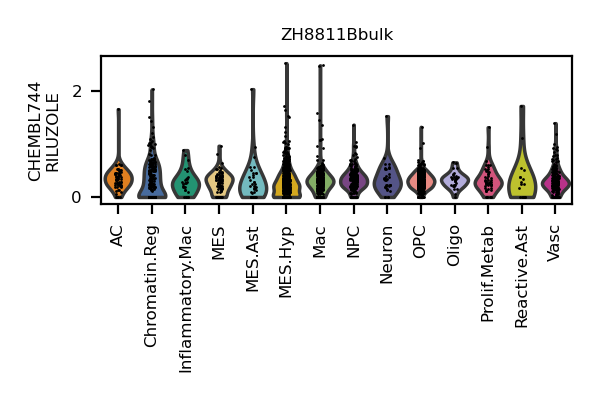 ZH8811Bbulk
CHEMBL744
RILUZOLE
2
0
AC
Chromatin.Reg
Inflammatory.Mac
MES
MES.Ast
MES.Hyp
Mac
NPC
Neuron
OPC
Oligo
Prolif.Metab
Reactive.Ast
Vasc